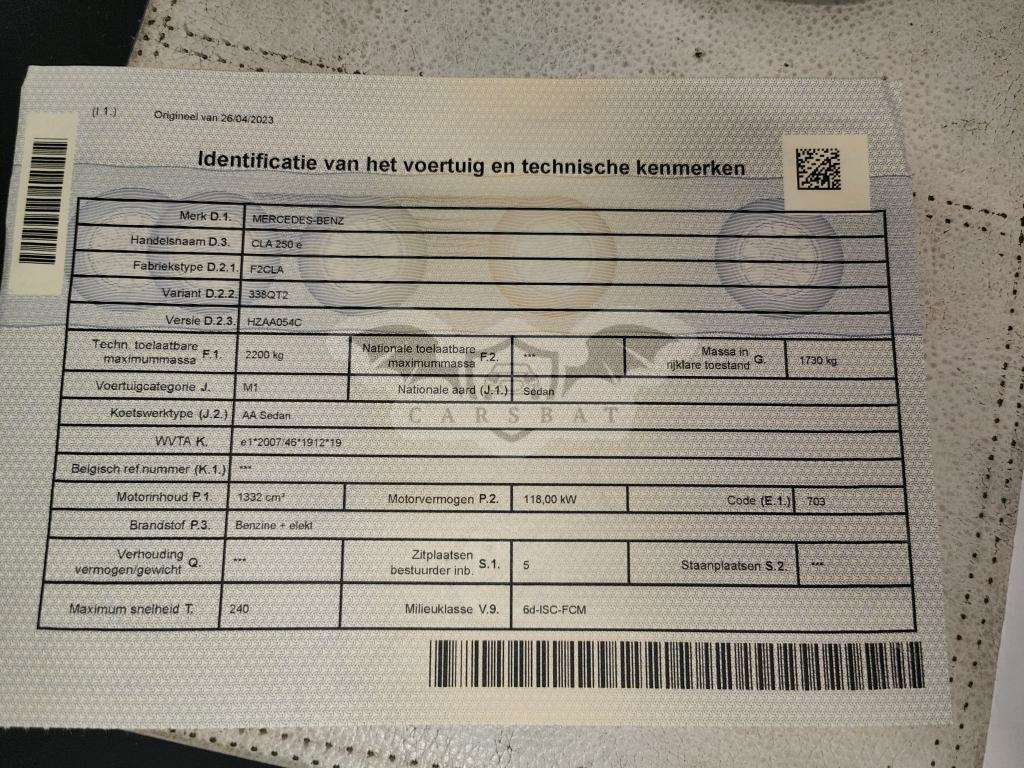 (I 1.) Origineel van 26/04/2023
Identificatie van het voertuig en technische kenmerken
Merk D.1. MERCEDES-BENZ
Handelsnaam D.3. CLA 250 e
Fabriekstype D.2.1. F2CLA
Variant D.2.2. 338QT2
Versie D.2.3. HZAA054C
Techn. toelaatbare maximummassa F.1. 2200 kg Nationale toelaatbare maximummassa F.2. *** Massa in rijklare toestand G. 1730 kg
Voertuigcategorie J. M1 Nationale aard (J.1.) Sedan
Koetswerktype (J.2.) AA Sedan
CARSBAT
WVTA K. e1*2007/46*1912*19
Belgisch ref.nummer (K.1.) ***
Motorinhoud P.1. 1332 cm³ Motorvermogen P.2. 118,00 kW Code (E.1.) 703
Brandstof P.3. Benzine + elekt
Verhouding vermogen/gewicht Q. *** Zitplaatsen bestuurder inb. S.1. 5 Staanplaatsen S.2. ***
Maximum snelheid T. 240 Milieuklasse V.9. 6d-ISC-FCM